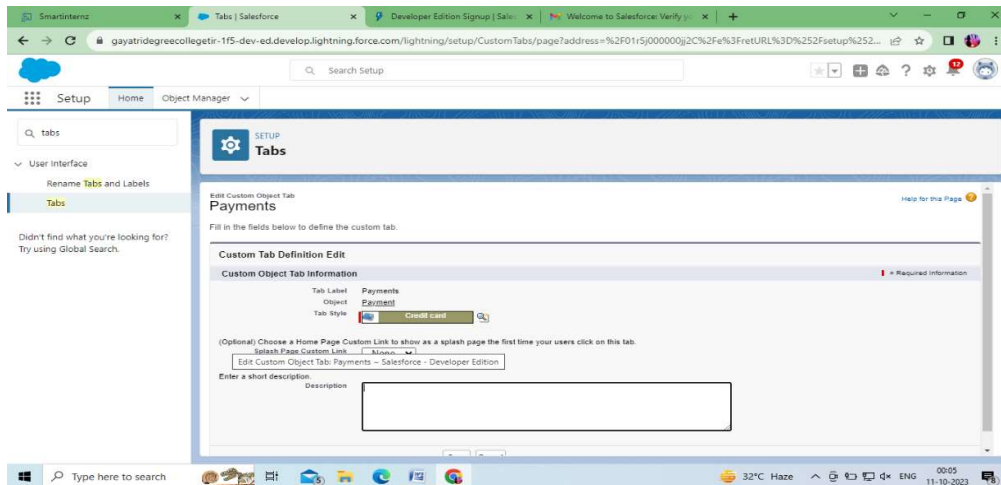 Smartinternz
Tabs | Salesforce
Developer Edition Signup | Sales
Welcome to Salesforce: Verify yo
gayatridegreecollegetir-1f5-dev-ed.develop.lightning.force.com/lightning/setup/CustomTabs/page?address=%2F01r5j000000jj2C%2Fe%3FretURL%3D%252Fsetup%252...
Search Setup
12
Setup
Home
Object Manager
tabs
User Interface
Rename Tabs and Labels
Tabs
Didn't find what you're looking for?
Try using Global Search.
SETUP
Tabs
Edit Custom Object Tab
Payments
Help for this Page
Fill in the fields below to define the custom tab.
Custom Tab Definition Edit
Custom Object Tab Information
= Required Information
Tab Label Payments
Object Payment
Tab Style Credit card
(Optional) Choose a Home Page Custom Link to show as a splash page the first time your users click on this tab.
Splash Page Custom Link --None--
Edit Custom Object Tab: Payments ~ Salesforce - Developer Edition
Enter a short description.
Description
Type here to search
32°C Haze
ENG
00:05
11-10-2023